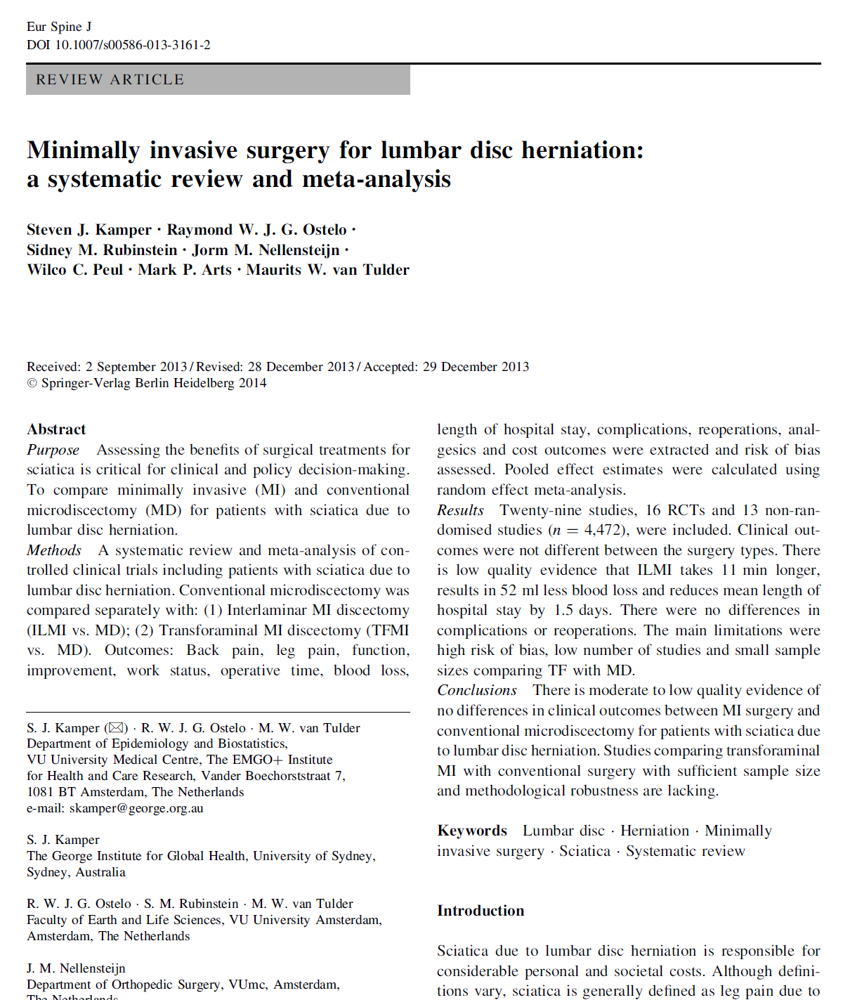 Eur Spine J
DOI 10.1007/s00586-013-3161-2
REVIEW ARTICLE
Minimally invasive surgery for lumbar disc herniation:
a systematic review and meta-analysis
Steven J. Kamper · Raymond W. J. G. Ostelo ·
Sidney M. Rubinstein · Jorm M. Nellensteijn ·
Wilco C. Peul · Mark P. Arts · Maurits W. van Tulder
Received: 2 September 2013 / Revised: 28 December 2013 / Accepted: 29 December 2013
© Springer-Verlag Berlin Heidelberg 2014
Abstract
Purpose Assessing the benefits of surgical treatments for
sciatica is critical for clinical and policy decision-making.
To compare minimally invasive (MI) and conventional
microdiscectomy (MD) for patients with sciatica due to
lumbar disc herniation.
Methods A systematic review and meta-analysis of con-
trolled clinical trials including patients with sciatica due to
lumbar disc herniation. Conventional microdiscectomy was
compared separately with: (1) Interlaminar MI discectomy
(ILMI vs. MD); (2) Transforaminal MI discectomy (TFMI
vs. MD). Outcomes: Back pain, leg pain, function,
improvement, work status, operative time, blood loss,
length of hospital stay, complications, reoperations, anal-
gesics and cost outcomes were extracted and risk of bias
assessed. Pooled effect estimates were calculated using
random effect meta-analysis.
Results Twenty-nine studies, 16 RCTs and 13 non-ran-
domised studies (n = 4,472), were included. Clinical out-
comes were not different between the surgery types. There
is low quality evidence that ILMI takes 11 min longer,
results in 52 ml less blood loss and reduces mean length of
hospital stay by 1.5 days. There were no differences in
complications or reoperations. The main limitations were
high risk of bias, low number of studies and small sample
sizes comparing TF with MD.
Conclusions There is moderate to low quality evidence of
no differences in clinical outcomes between MI surgery and
conventional microdiscectomy for patients with sciatica due
to lumbar disc herniation. Studies comparing transforaminal
MI with conventional surgery with sufficient sample size
and methodological robustness are lacking.
Keywords Lumbar disc · Herniation · Minimally
invasive surgery · Sciatica · Systematic review
Introduction
Sciatica due to lumbar disc herniation is responsible for
considerable personal and societal costs. Although defini-
tions vary, sciatica is generally defined as leg pain due to
S. J. Kamper (✉) · R. W. J. G. Ostelo · M. W. van Tulder
Department of Epidemiology and Biostatistics,
VU University Medical Centre, The EMGO+ Institute
for Health and Care Research, Vander Boechorststraat 7,
1081 BT Amsterdam, The Netherlands
e-mail: skamper@george.org.au
S. J. Kamper
The George Institute for Global Health, University of Sydney,
Sydney, Australia
R. W. J. G. Ostelo · S. M. Rubinstein · M. W. van Tulder
Faculty of Earth and Life Sciences, VU University Amsterdam,
Amsterdam, The Netherlands
J. M. Nellensteijn
Department of Orthopedic Surgery, VUmc, Amsterdam,
The Netherlands